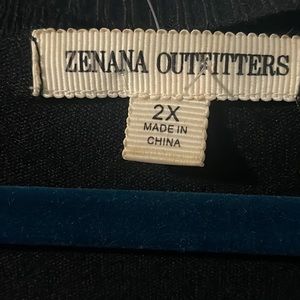 ZENANA OUTFITTERS
2X
MADE IN
CHINA